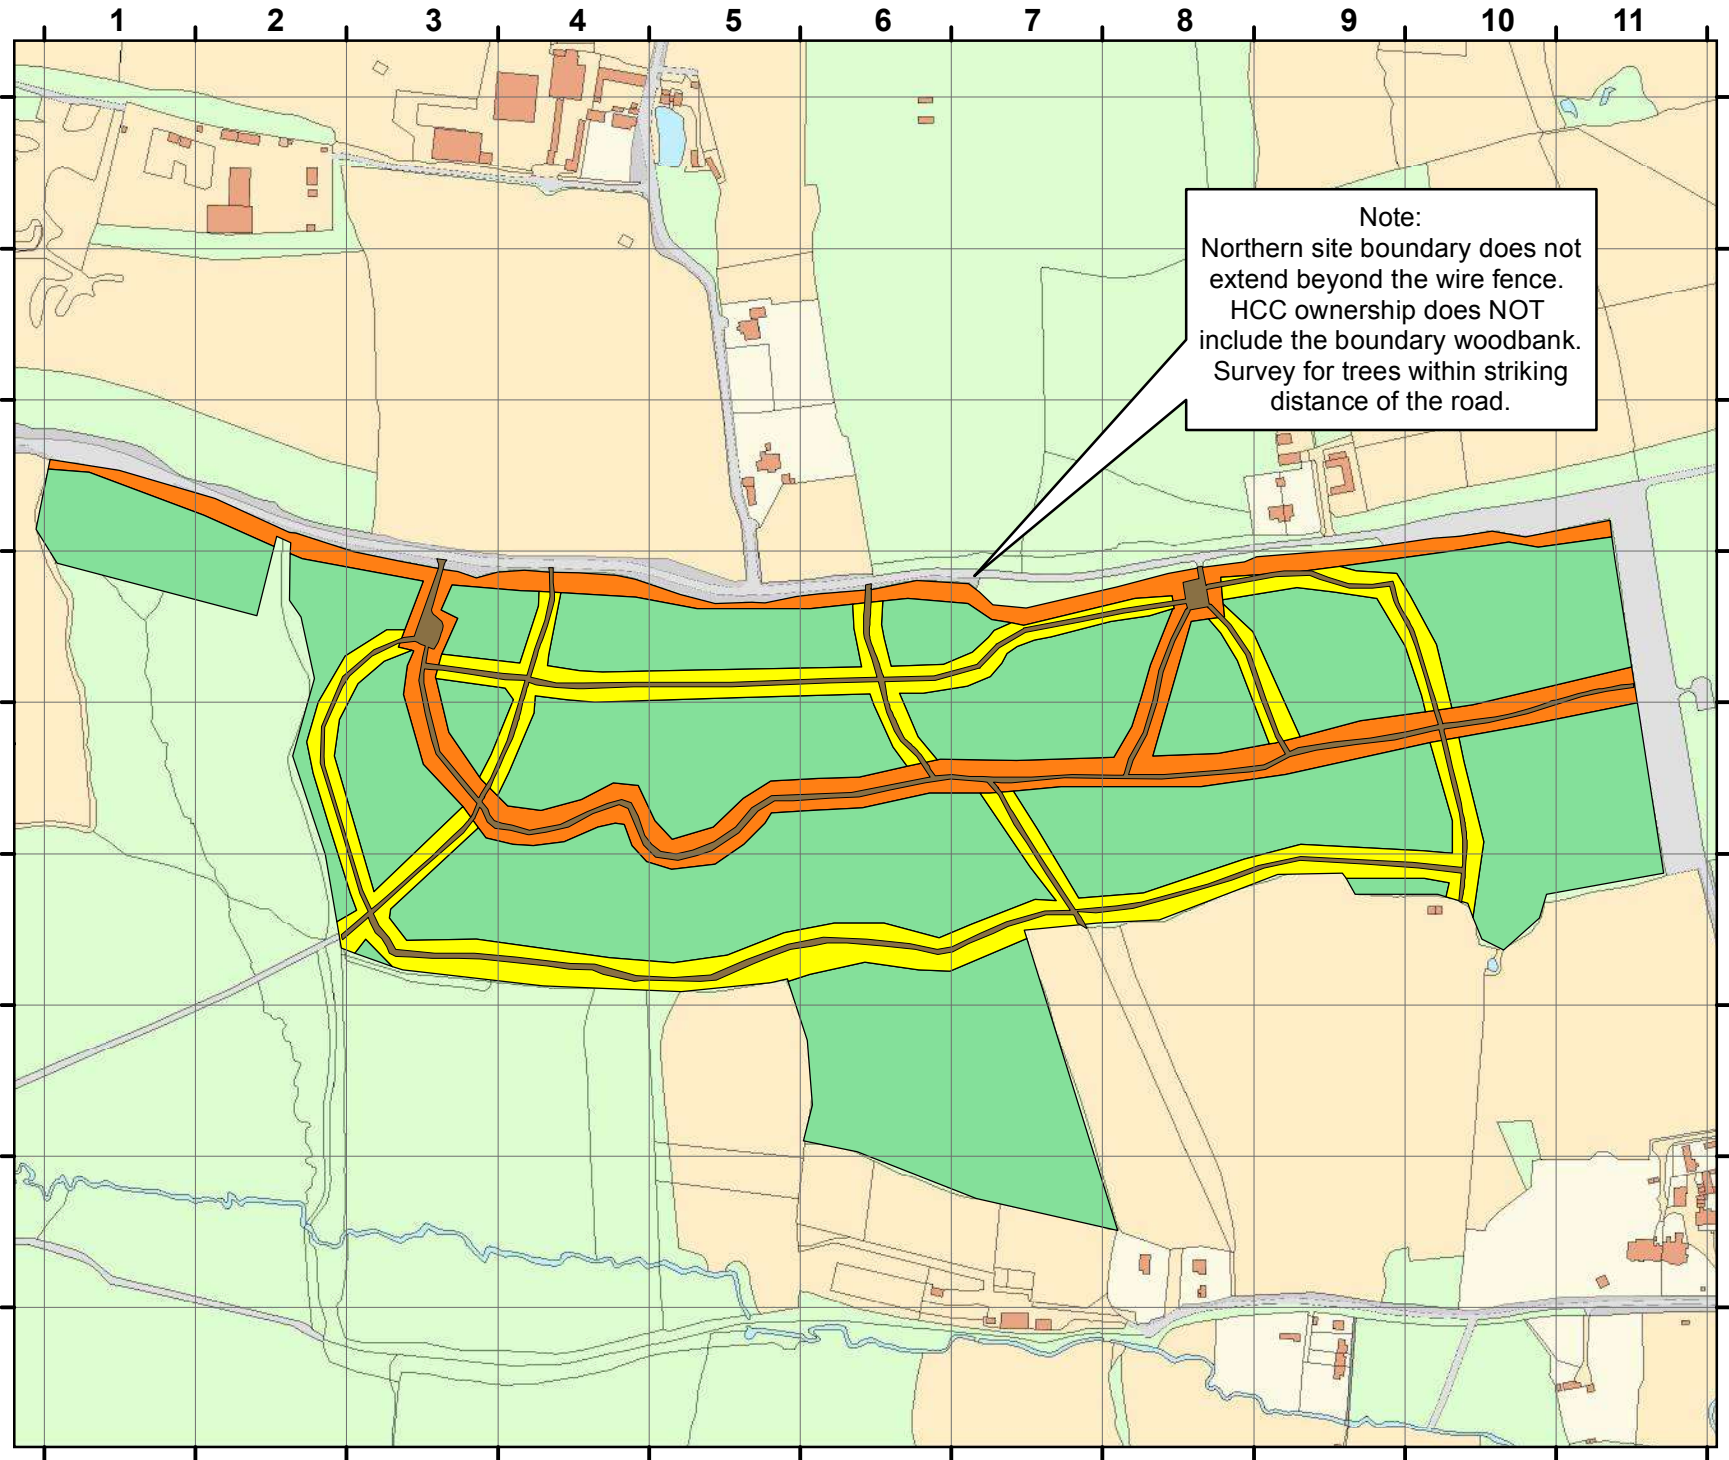 1 2 3 4 5 6 7 8 9 10 11
Note:
Northern site boundary does not
extend beyond the wire fence.
HCC ownership does NOT
include the boundary woodbank.
Survey for trees within striking
distance of the road.